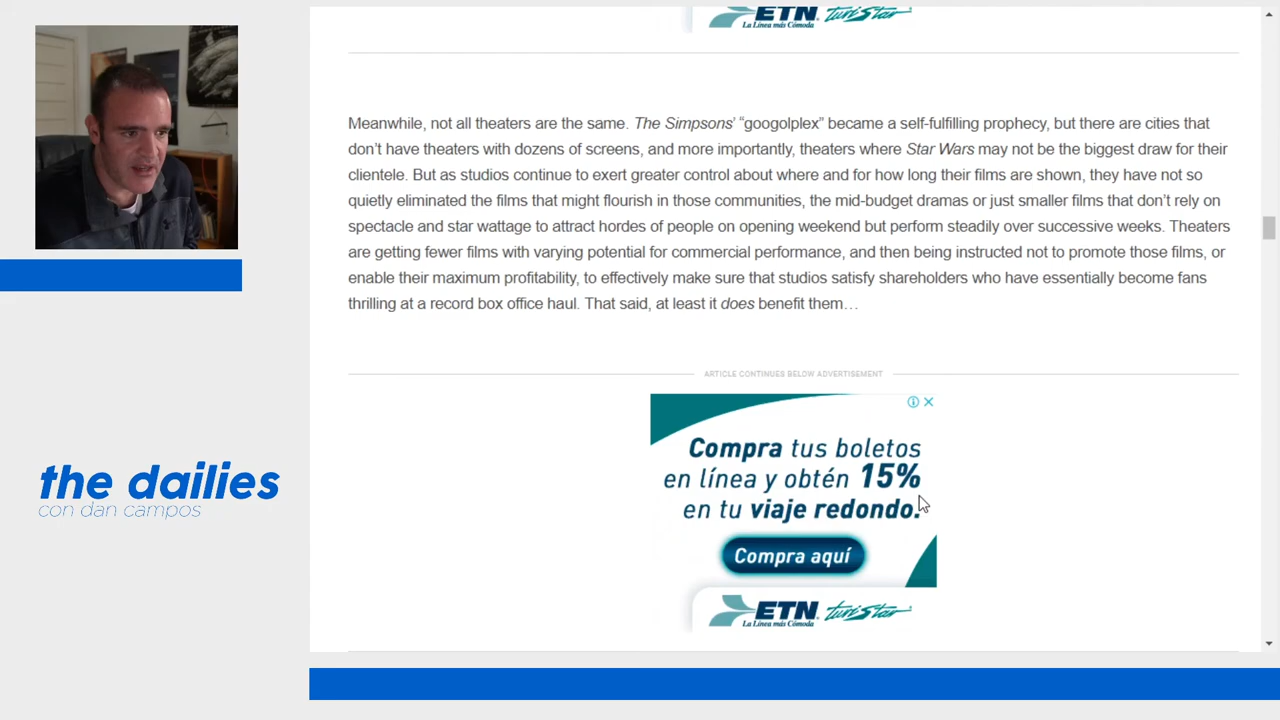 ETN turistar
La Línea más Cómoda
Meanwhile, not all theaters are the same. The Simpsons’ “googolplex” became a self-fulfilling prophecy, but there are cities that
don’t have theaters with dozens of screens, and more importantly, theaters where Star Wars may not be the biggest draw for their
clientele. But as studios continue to exert greater control about where and for how long their films are shown, they have not so
quietly eliminated the films that might flourish in those communities, the mid-budget dramas or just smaller films that don’t rely on
spectacle and star wattage to attract hordes of people on opening weekend but perform steadily over successive weeks. Theaters
are getting fewer films with varying potential for commercial performance, and then being instructed not to promote those films, or
enable their maximum profitability, to effectively make sure that studios satisfy shareholders who have essentially become fans
thrilling at a record box office haul. That said, at least it does benefit them…
ARTICLE CONTINUES BELOW ADVERTISEMENT
Compra tus boletos
en línea y obtén 15%
en tu viaje redondo.
Compra aquí
ETN turistar
La Línea más Cómoda
the dailies
con dan campos